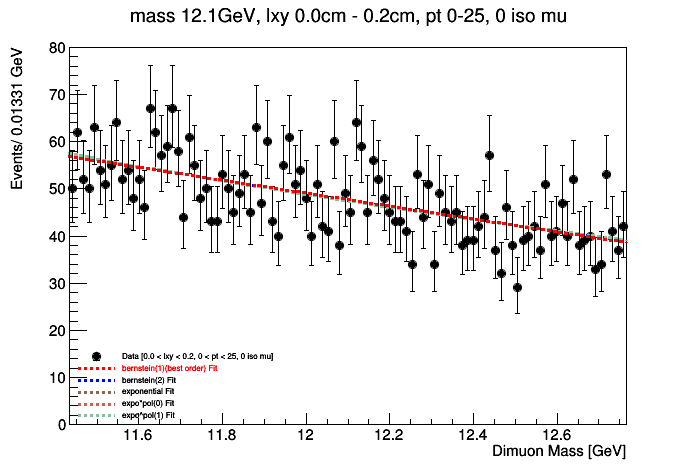 mass 12.1GeV, lxy 0.0cm - 0.2cm, pt 0-25, 0 iso mu
Events/ 0.01331 GeV
80
70
60
50
40
30
20
10
0
Data [0.0 < lxy < 0.2, 0 < pt < 25, 0 iso mu]
bernstein(1)(best order) Fit
bernstein(2) Fit
exponential Fit
expo*pol(0) Fit
expo*pol(1) Fit
11.6 11.8 12 12.2 12.4 12.6
Dimuon Mass [GeV]